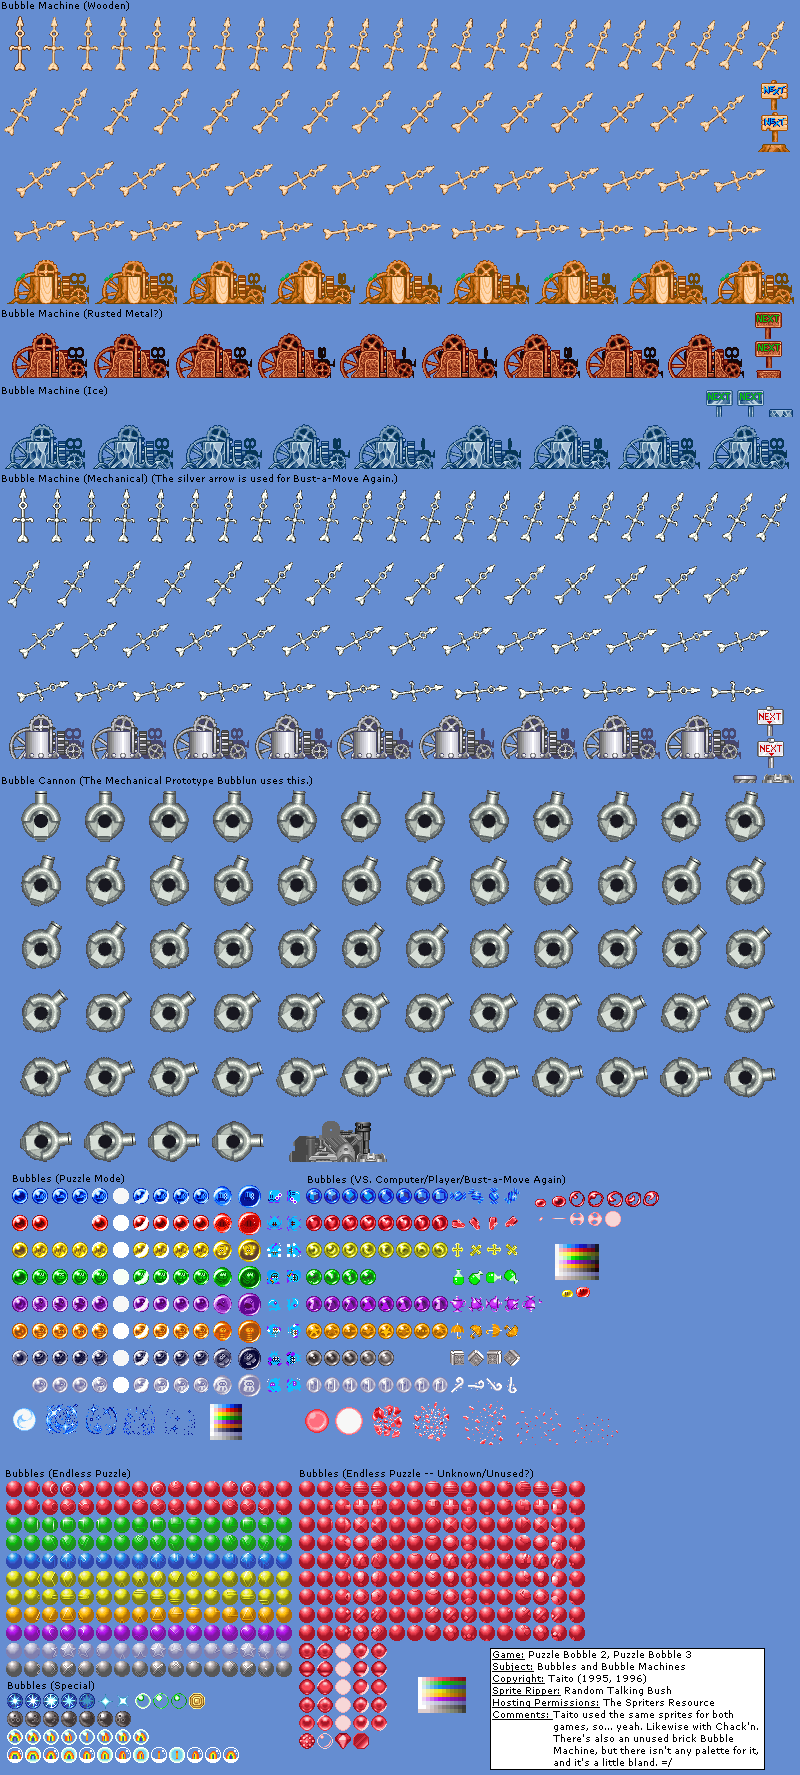 Bubble Machine (Wooden)
NEXT
NEXT
Bubble Machine (Rusted Metal?)
NEXT
NEXT
Bubble Machine (Ice)
NEXT NEXT
Bubble Machine (Mechanical) (The silver arrow is used for Bust-a-Move Again.)
NEXT
NEXT
Bubble Cannon (The Mechanical Prototype Bubblun uses this.)
Bubbles (Puzzle Mode)
Bubbles (VS. Computer/Player/Bust-a-Move Again)
Bubbles (Endless Puzzle)
Bubbles (Endless Puzzle -- Unknown/Unused?)
Bubbles (Special)
Game: Puzzle Bobble 2, Puzzle Bobble 3
Subject: Bubbles and Bubble Machines
Copyright: Taito (1995, 1996)
Sprite Ripper: Random Talking Bush
Hosting Permissions: The Spriters Resource
Comments: Taito used the same sprites for both
games, so... yeah. Likewise with Chack'n.
There's also an unused brick Bubble
Machine, but there isn't any palette for it,
and it's a little bland. =/